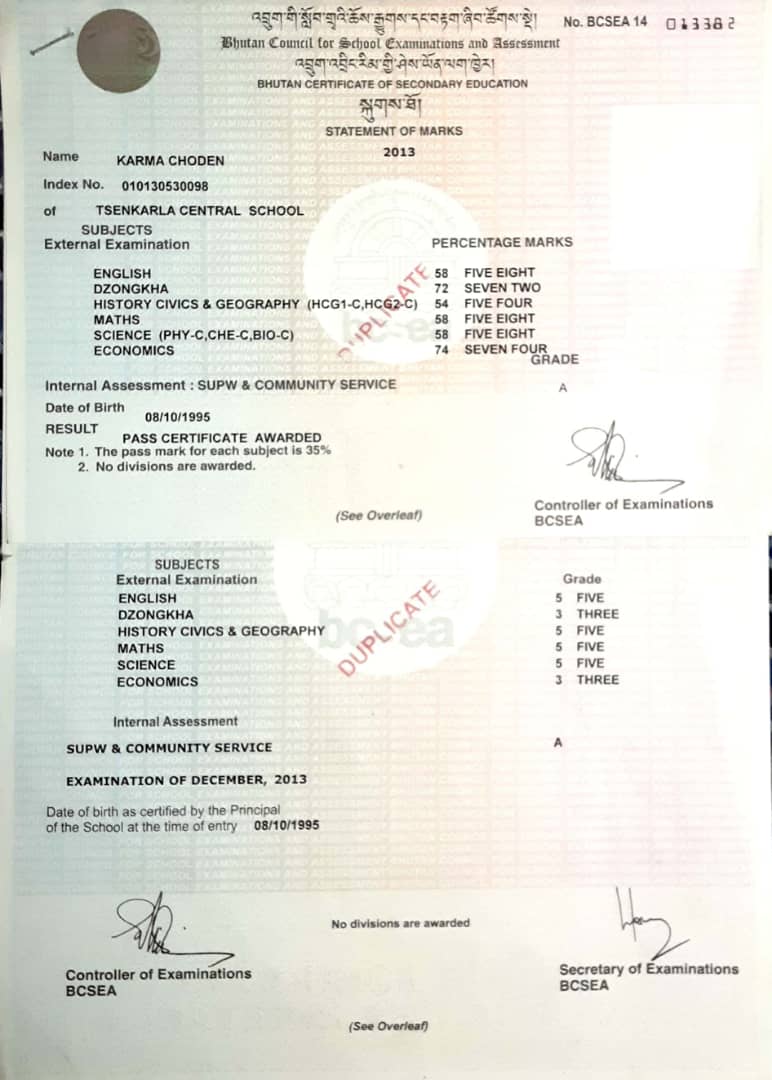 འབྲུག་གི་སློབ་གྲྭའི་ཆོས་རྒྱུགས་དང་བརྟག་ཞིབ་ཚོགས་སྡེ།
No. BCSEA 14 013382
Bhutan Council for School Examinations and Assessment
འབྲུག་འབྲིང་རིམ་གྱི་ཤེས་ཡོན་ལག་ཁྱེར།
BHUTAN CERTIFICATE OF SECONDARY EDUCATION
སྐུགས་ཐོ།
STATEMENT OF MARKS
2013
Name KARMA CHODEN
Index No. 010130530098
of TSENKARLA CENTRAL SCHOOL
SUBJECTS
External Examination PERCENTAGE MARKS
ENGLISH 58 FIVE EIGHT
DZONGKHA 72 SEVEN TWO
HISTORY CIVICS & GEOGRAPHY (HCG1-C,HCG2-C) 54 FIVE FOUR
MATHS 58 FIVE EIGHT
SCIENCE (PHY-C,CHE-C,BIO-C) 58 FIVE EIGHT
ECONOMICS 74 SEVEN FOUR
DUPLICATE
GRADE
Internal Assessment : SUPW & COMMUNITY SERVICE A
Date of Birth 08/10/1995
RESULT
PASS CERTIFICATE AWARDED
Note 1. The pass mark for each subject is 35%
2. No divisions are awarded.
(See Overleaf)
Controller of Examinations
BCSEA
SUBJECTS
External Examination Grade
ENGLISH 5 FIVE
DZONGKHA 3 THREE
HISTORY CIVICS & GEOGRAPHY 5 FIVE
MATHS 5 FIVE
SCIENCE 5 FIVE
ECONOMICS 3 THREE
bcsea
DUPLICATE
Internal Assessment
SUPW & COMMUNITY SERVICE A
EXAMINATION OF DECEMBER, 2013
Date of birth as certified by the Principal
of the School at the time of entry 08/10/1995
No divisions are awarded
Controller of Examinations
BCSEA
Secretary of Examinations
BCSEA
(See Overleaf)